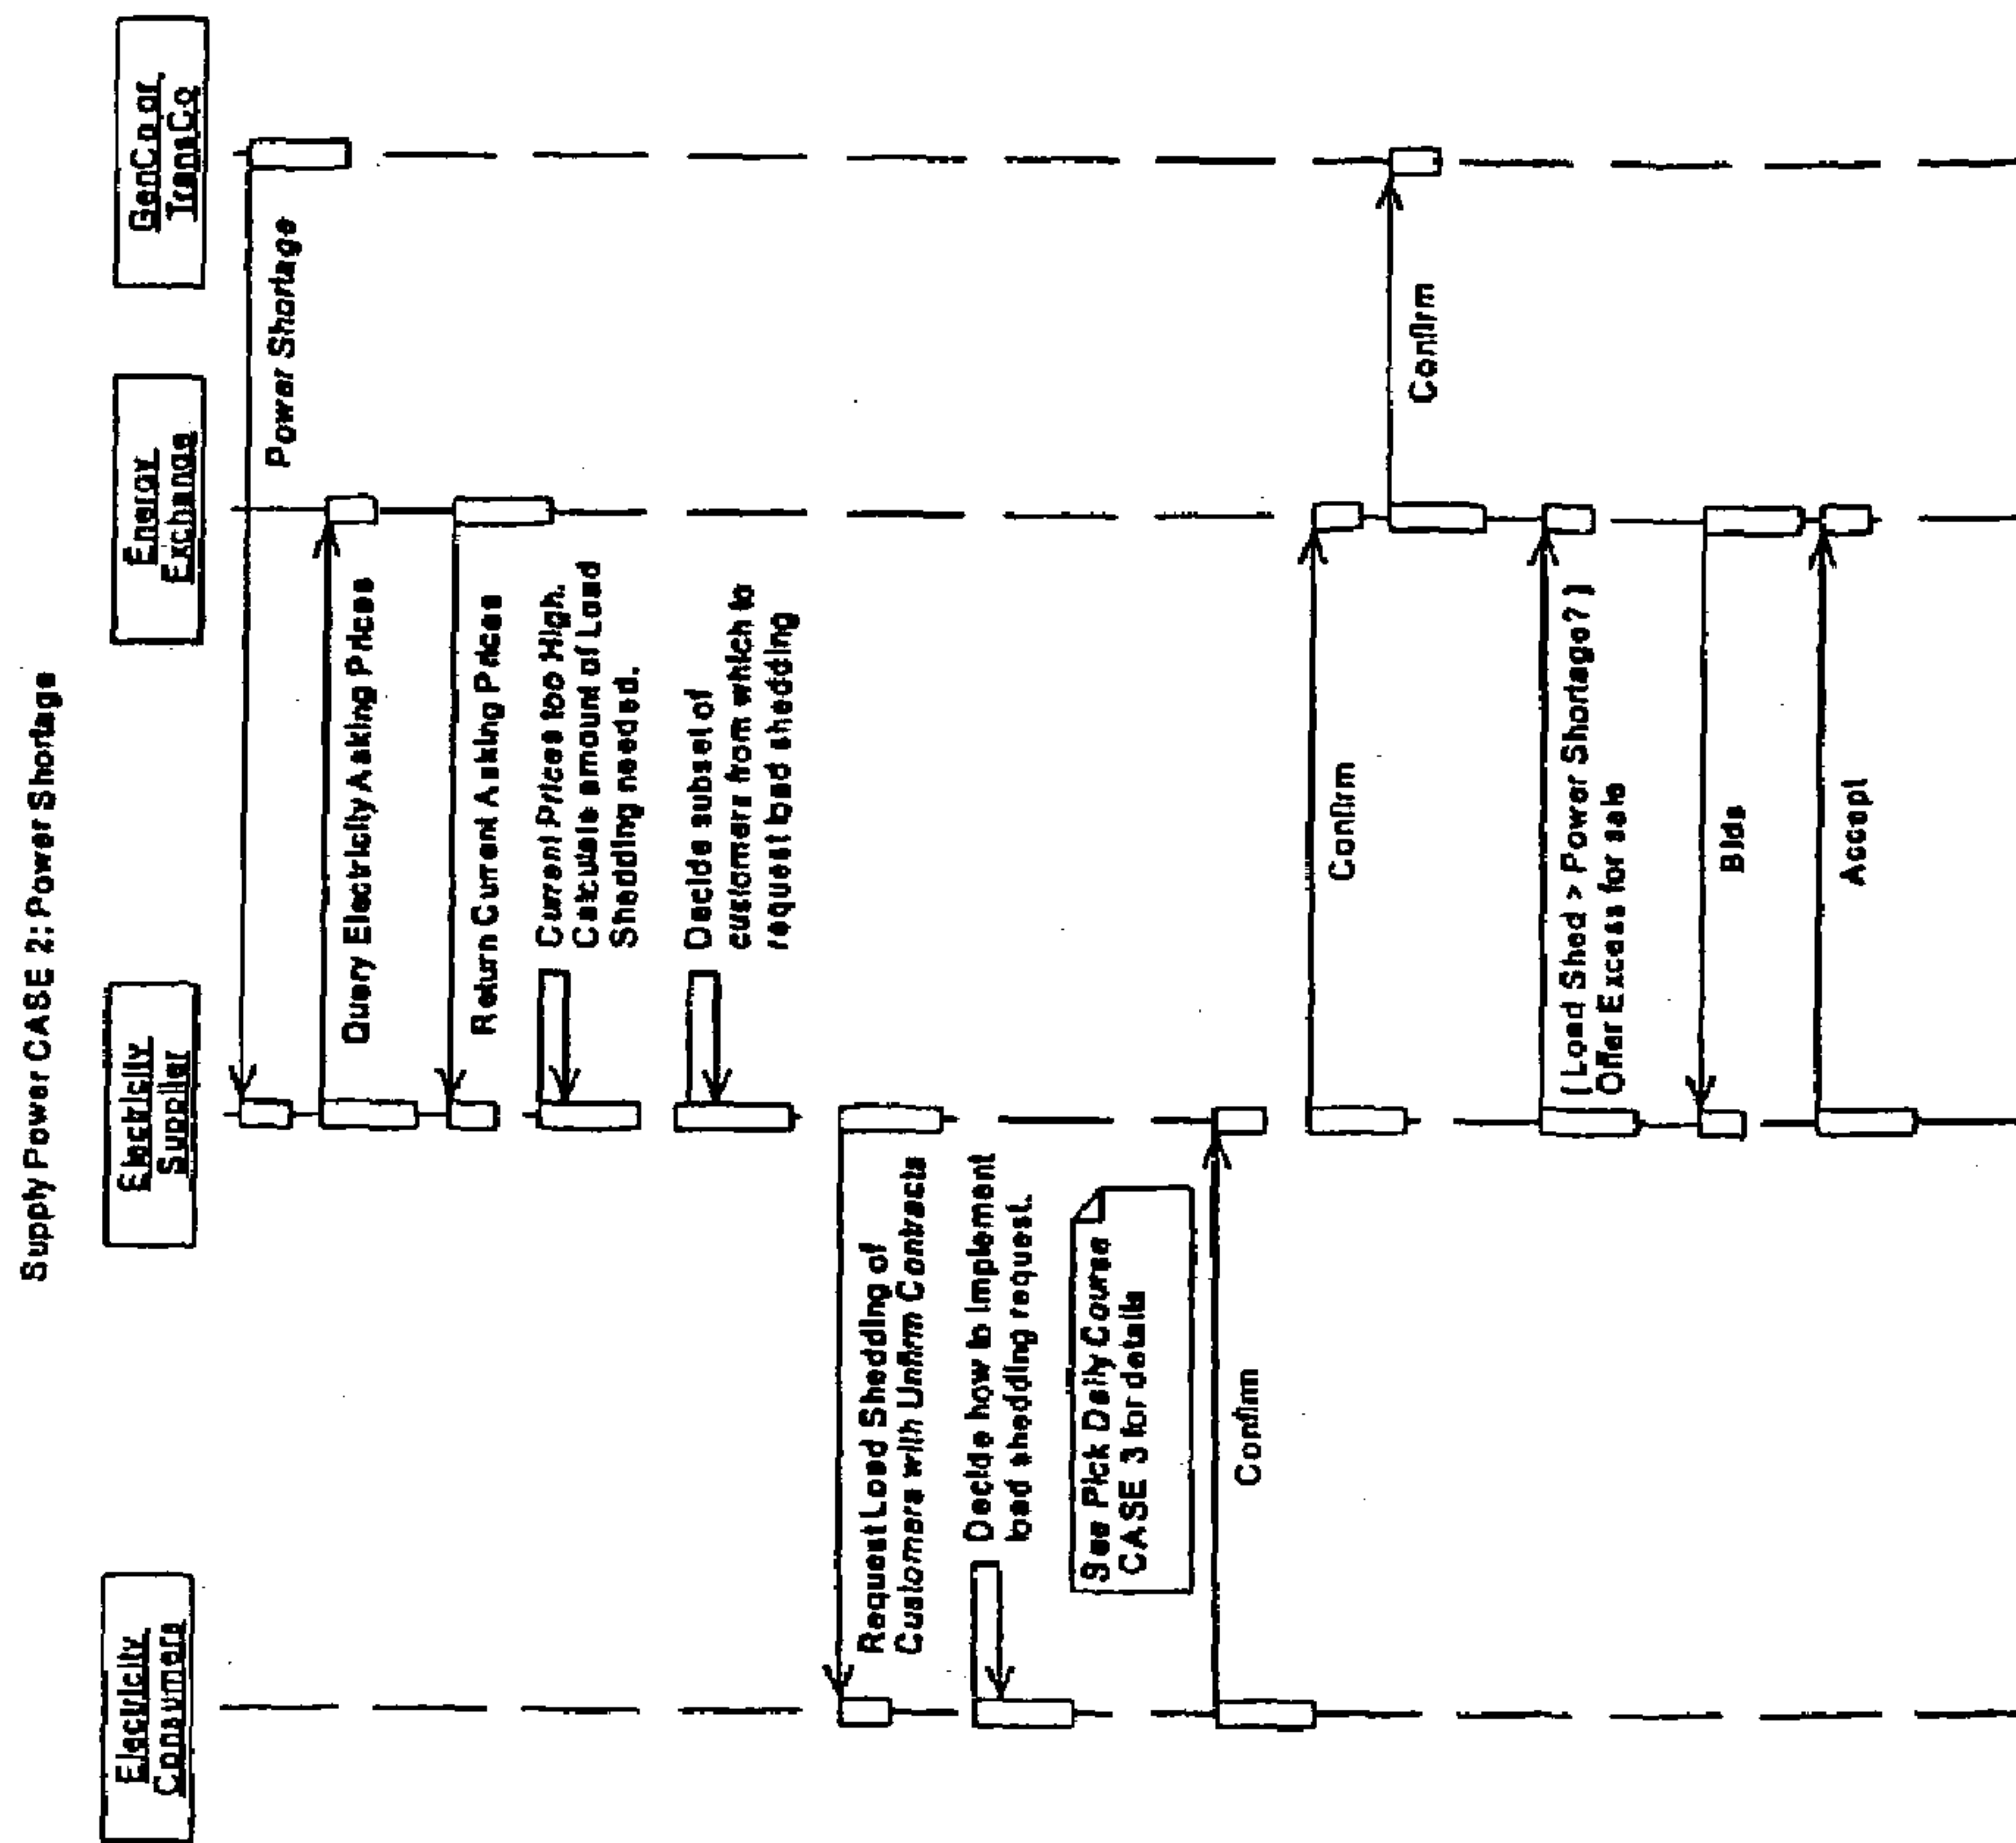 Supply Power CASE 2: Power Shortage
Electricity
Consumers
Electricity
Supplier
Energy
Exchange
GenCo or
TransCo
Power Shortage
Query Electricity Asking Prices
Return Current Asking Prices
Current Prices too High.
Calculate amount of Load
Shedding needed.
Decide subset of
customers from which to
request load shedding
Request Load Shedding of
Customers with Unfirm Contracts
Decide how to implement
load shedding request.
See Pick Daily Course
CASE 3 for details
Confirm
Confirm
Confirm
[Load Shed > Power Shortage? ]
Offer Excess for sale
Bids
Accept